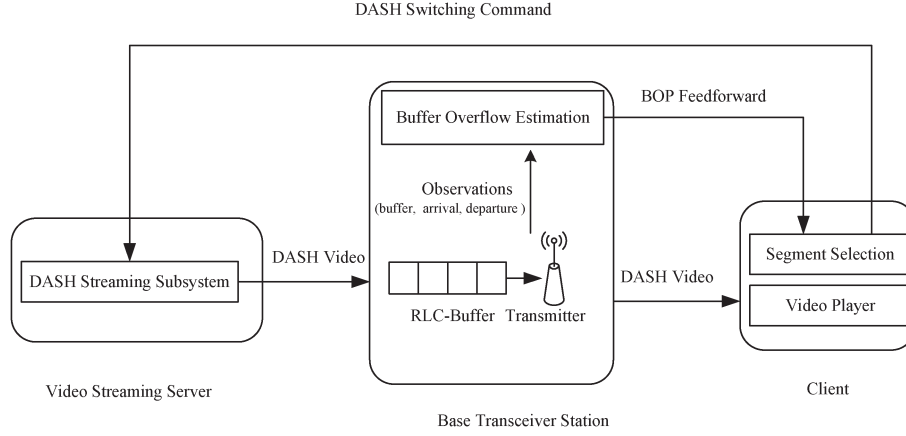 DASH Switching Command
Buffer Overflow Estimation
BOP Feedforward
Observations
(buffer, arrival, departure )
DASH Streaming Subsystem
DASH Video
RLC-Buffer
Transmitter
DASH Video
Segment Selection
Video Player
Video Streaming Server
Base Transceiver Station
Client